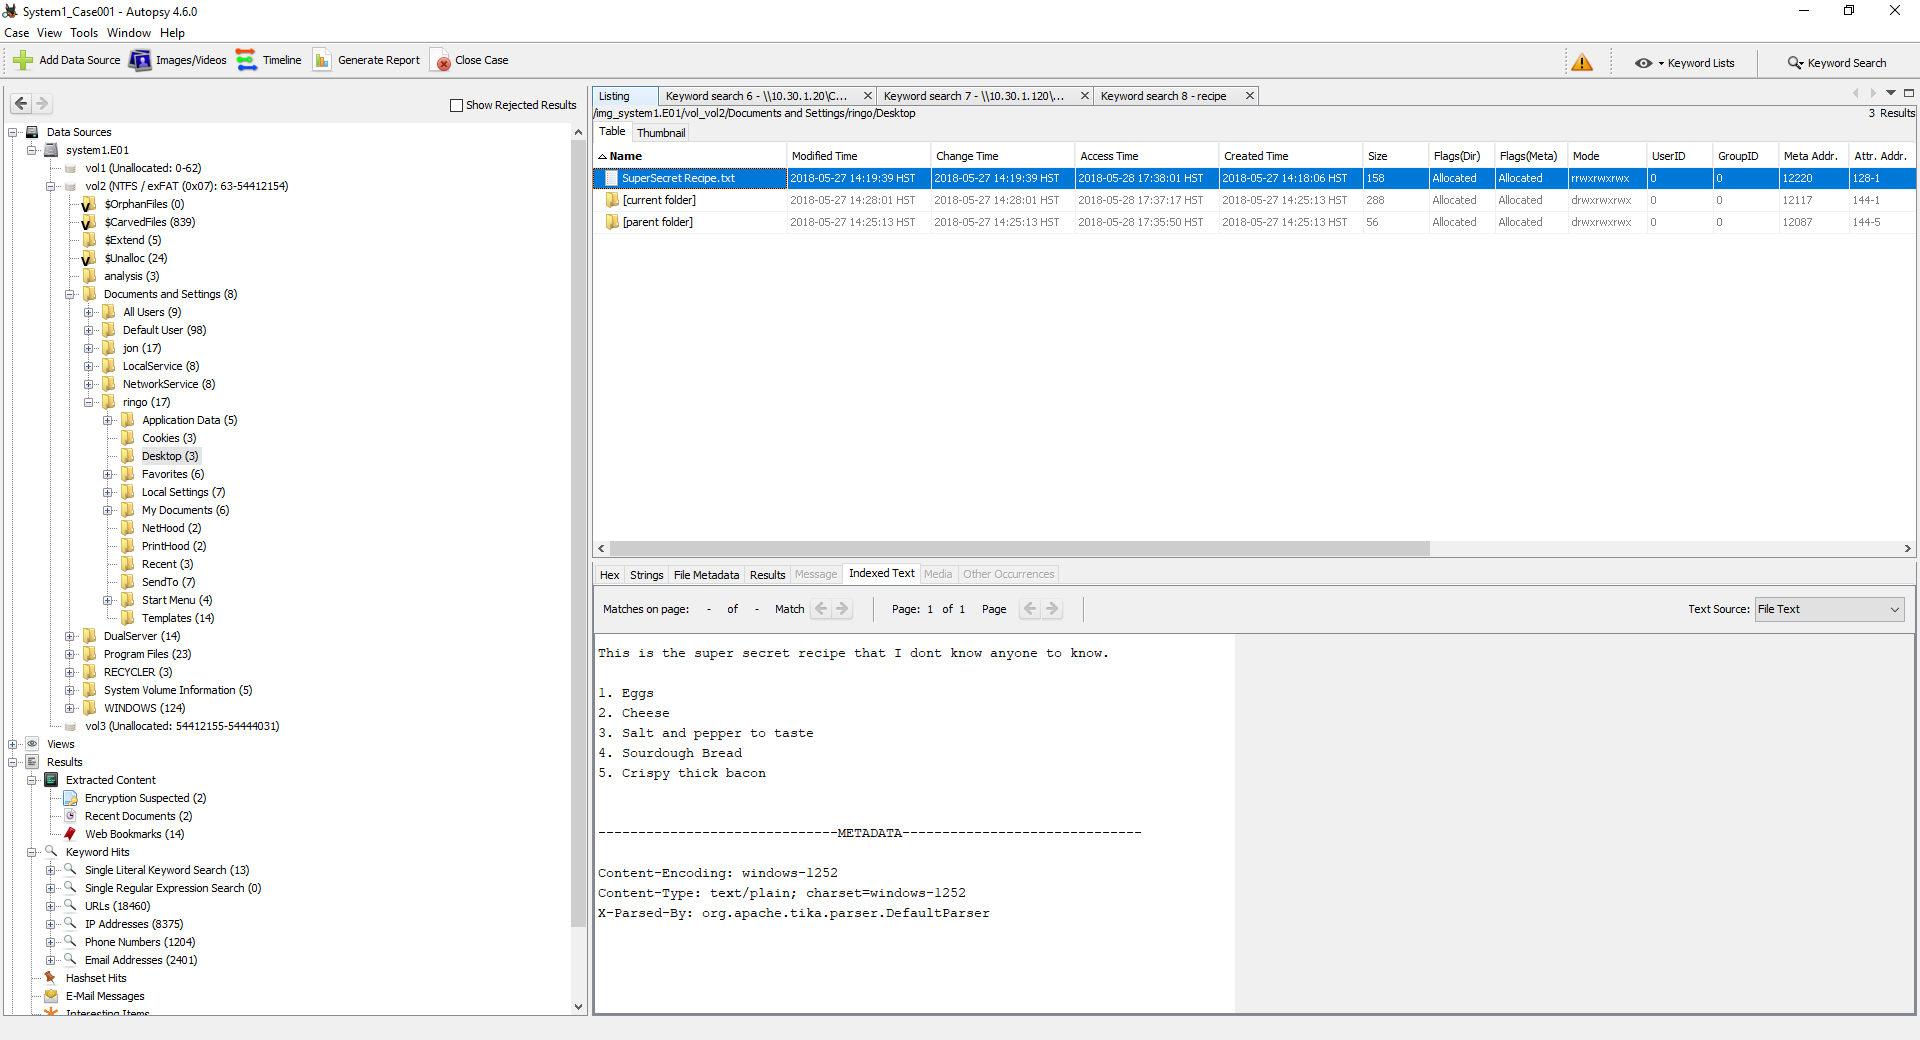 System1_Case001 - Autopsy 4.6.0
Case View Tools Window Help
Add Data Source Images/Videos Timeline Generate Report Close Case Keyword Lists Keyword Search
Show Rejected Results
Data Sources
system1.E01
vol1 (Unallocated: 0-62)
vol2 (NTFS / exFAT (0x07): 63-54412154)
$OrphanFiles (0)
$CarvedFiles (839)
$Extend (5)
$Unalloc (24)
analysis (3)
Documents and Settings (8)
All Users (9)
Default User (98)
jon (17)
LocalService (8)
NetworkService (8)
ringo (17)
Application Data (5)
Cookies (3)
Desktop (3)
Favorites (6)
Local Settings (7)
My Documents (6)
NetHood (2)
PrintHood (2)
Recent (3)
SendTo (7)
Start Menu (4)
Templates (14)
DualServer (14)
Program Files (23)
RECYCLER (3)
System Volume Information (5)
WINDOWS (124)
vol3 (Unallocated: 54412155-54444031)
Views
Results
Extracted Content
Encryption Suspected (2)
Recent Documents (2)
Web Bookmarks (14)
Keyword Hits
Single Literal Keyword Search (13)
Single Regular Expression Search (0)
URLs (18460)
IP Addresses (8375)
Phone Numbers (1204)
Email Addresses (2401)
Hashset Hits
E-Mail Messages
Interesting Items
Listing Keyword search 6 - \\10.30.1.20\C... Keyword search 7 - \\10.30.1.120\... Keyword search 8 - recipe
/img_system1.E01/vol_vol2/Documents and Settings/ringo/Desktop 3 Results
Table Thumbnail
Name Modified Time Change Time Access Time Created Time Size Flags(Dir) Flags(Meta) Mode UserID GroupID Meta Addr. Attr. Addr.
SuperSecret Recipe.txt 2018-05-27 14:19:39 HST 2018-05-27 14:19:39 HST 2018-05-28 17:38:01 HST 2018-05-27 14:18:06 HST 158 Allocated Allocated rrwxrwxrwx 0 0 12220 128-1
[current folder] 2018-05-27 14:28:01 HST 2018-05-27 14:28:01 HST 2018-05-28 17:37:17 HST 2018-05-27 14:25:13 HST 288 Allocated Allocated drwxrwxrwx 0 0 12117 144-1
[parent folder] 2018-05-27 14:25:13 HST 2018-05-27 14:25:13 HST 2018-05-28 17:35:50 HST 2018-05-27 14:25:13 HST 56 Allocated Allocated drwxrwxrwx 0 0 12087 144-5
Hex Strings File Metadata Results Message Indexed Text Media Other Occurrences
Matches on page: - of - Match Page: 1 of 1 Page Text Source: File Text
This is the super secret recipe that I dont know anyone to know.
1. Eggs
2. Cheese
3. Salt and pepper to taste
4. Sourdough Bread
5. Crispy thick bacon
------------------------------METADATA------------------------------
Content-Encoding: windows-1252
Content-Type: text/plain; charset=windows-1252
X-Parsed-By: org.apache.tika.parser.DefaultParser